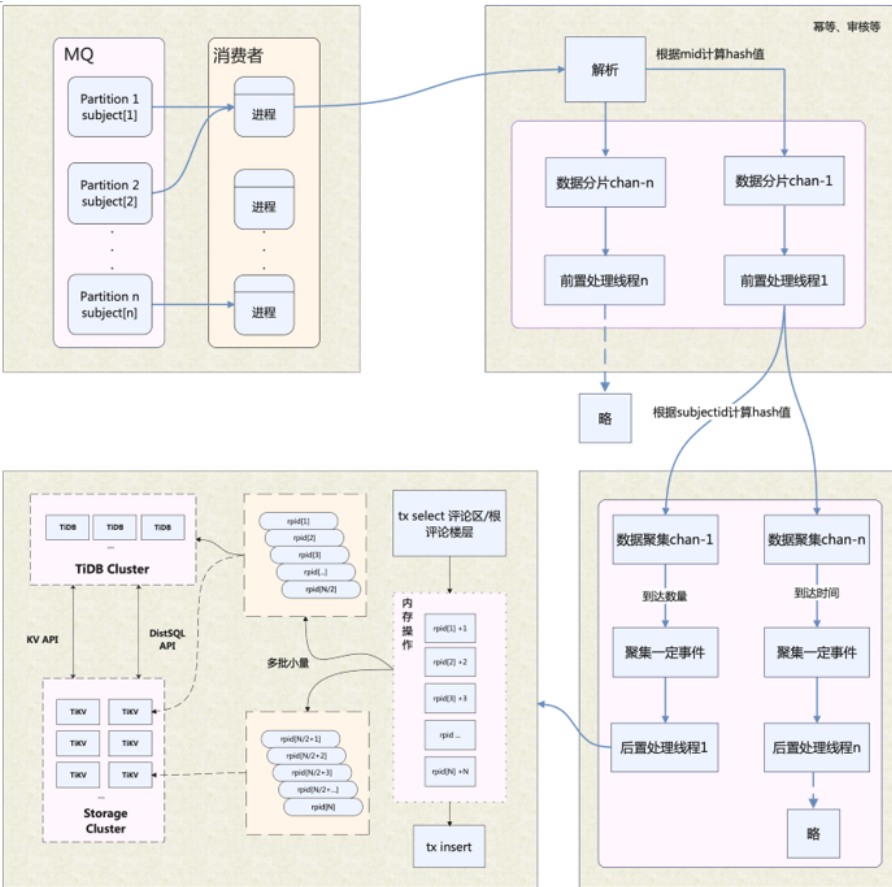 MQ
消费者
Partition 1
subject[1]
进程
Partition 2
subject[2]
进程
.
.
.
.
.
.
Partition n
subject[n]
进程
幂等、审核等
解析
根据mid计算hash值
数据分片chan-n
数据分片chan-1
前置处理线程n
前置处理线程1
略
根据subjectid计算hash值
数据聚集chan-1
数据聚集chan-n
到达数量
到达时间
聚集一定事件
聚集一定事件
后置处理线程1
后置处理线程n
略
TiDB
TiDB
TiDB
...
TiDB Cluster
KV API
DistSQL
API
TiKV
TiKV
TiKV
TiKV
TiKV
TiKV
...
Storage
Cluster
rpid[1]
rpid[2]
rpid[3]
rpid[...]
rpid[N/2]
多批小量
rpid[N/2+1]
rpid[N/2+2]
rpid[N/2+3]
rpid[N/2+...]
rpid[N]
tx select 评论区/根
评论楼层
内存操作
rpid[1] +1
rpid[2] +2
rpid[3] +3
rpid ...
rpid[N] +N
tx insert